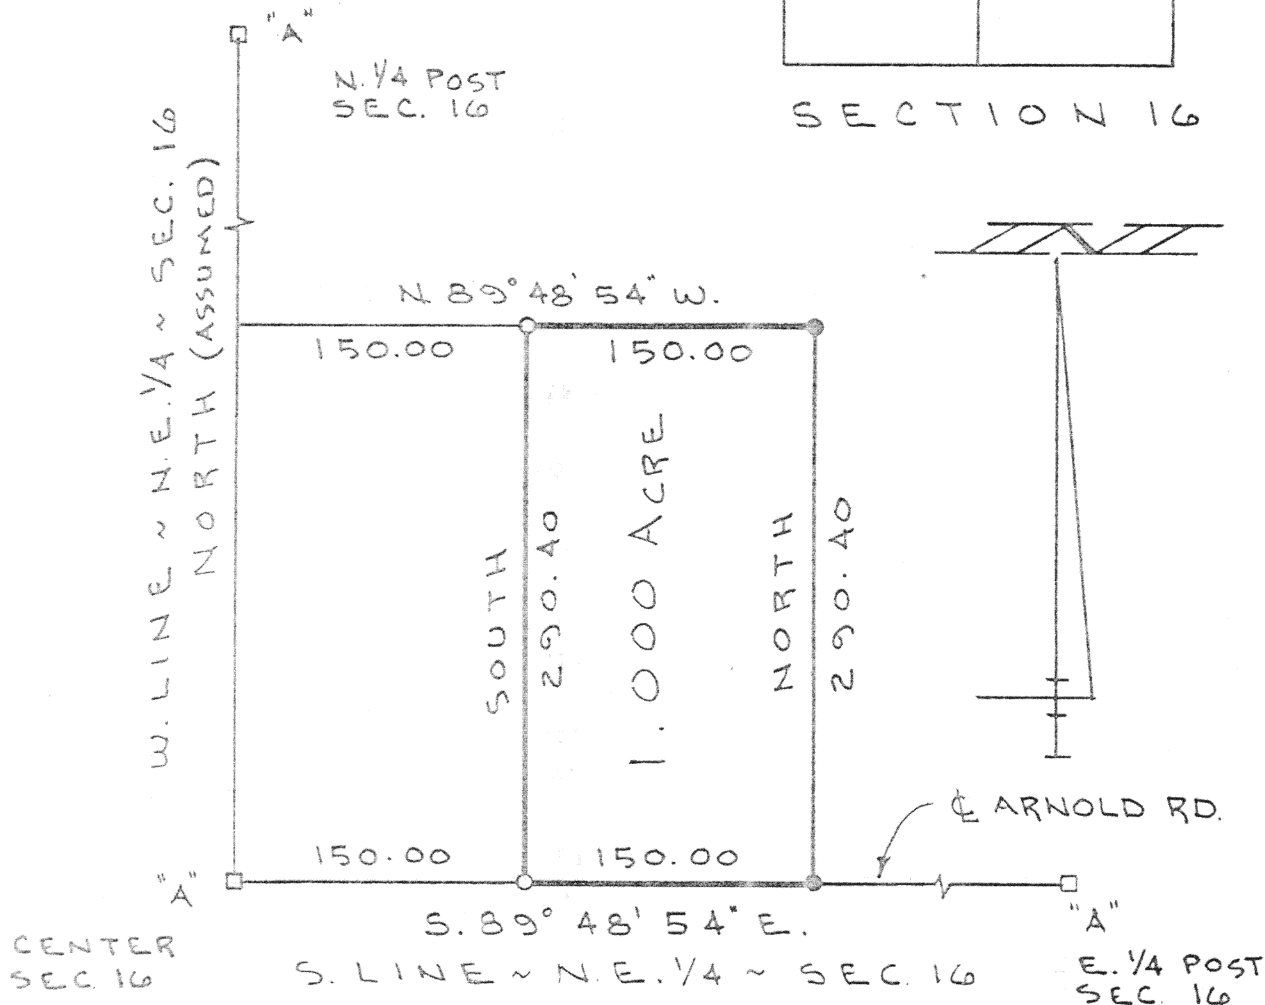 "A"
N. 1/4 POST
SEC. 16
SECTION 16
W. LINE ~ N.E. 1/4 ~ SEC. 16
NORTH (ASSUMED)
N. 89° 48' 54" W.
150.00
150.00
SOUTH
290.40
1.000 ACRE
NORTH
290.40
℄ ARNOLD RD.
150.00
150.00
"A"
"A"
S. 89° 48' 54" E.
CENTER
SEC. 16
S. LINE ~ N.E. 1/4 ~ SEC. 16
E. 1/4 POST
SEC. 16